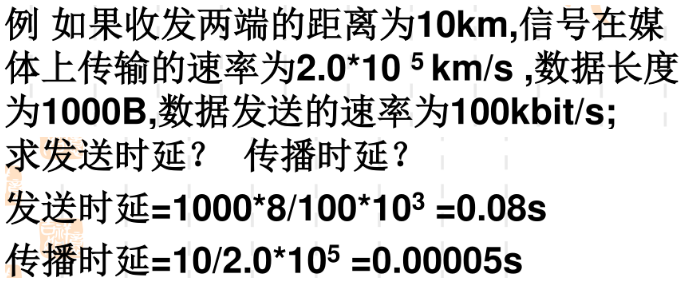 例 如果收发两端的距离为10km,信号在媒
体上传输的速率为2.0*10 ⁵ km/s ,数据长度
为1000B,数据发送的速率为100kbit/s;
求发送时延？ 传播时延？
发送时延=1000*8/100*10³ =0.08s
传播时延=10/2.0*10⁵ =0.00005s